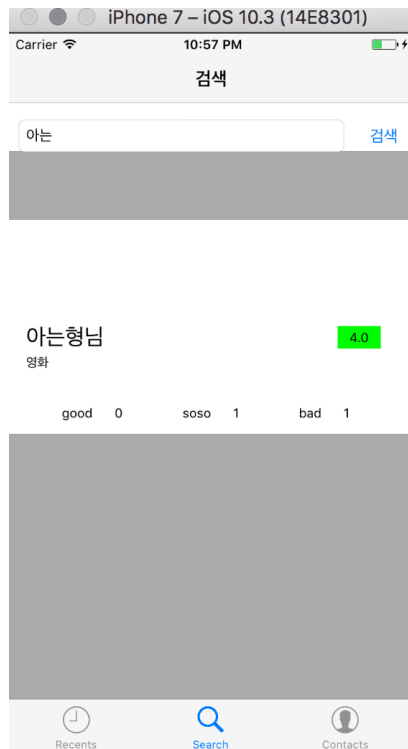 iPhone 7 – iOS 10.3 (14E8301)
Carrier 10:57 PM
검색
아는 검색
아는형님 4.0
영화
good 0 soso 1 bad 1
Recents Search Contacts